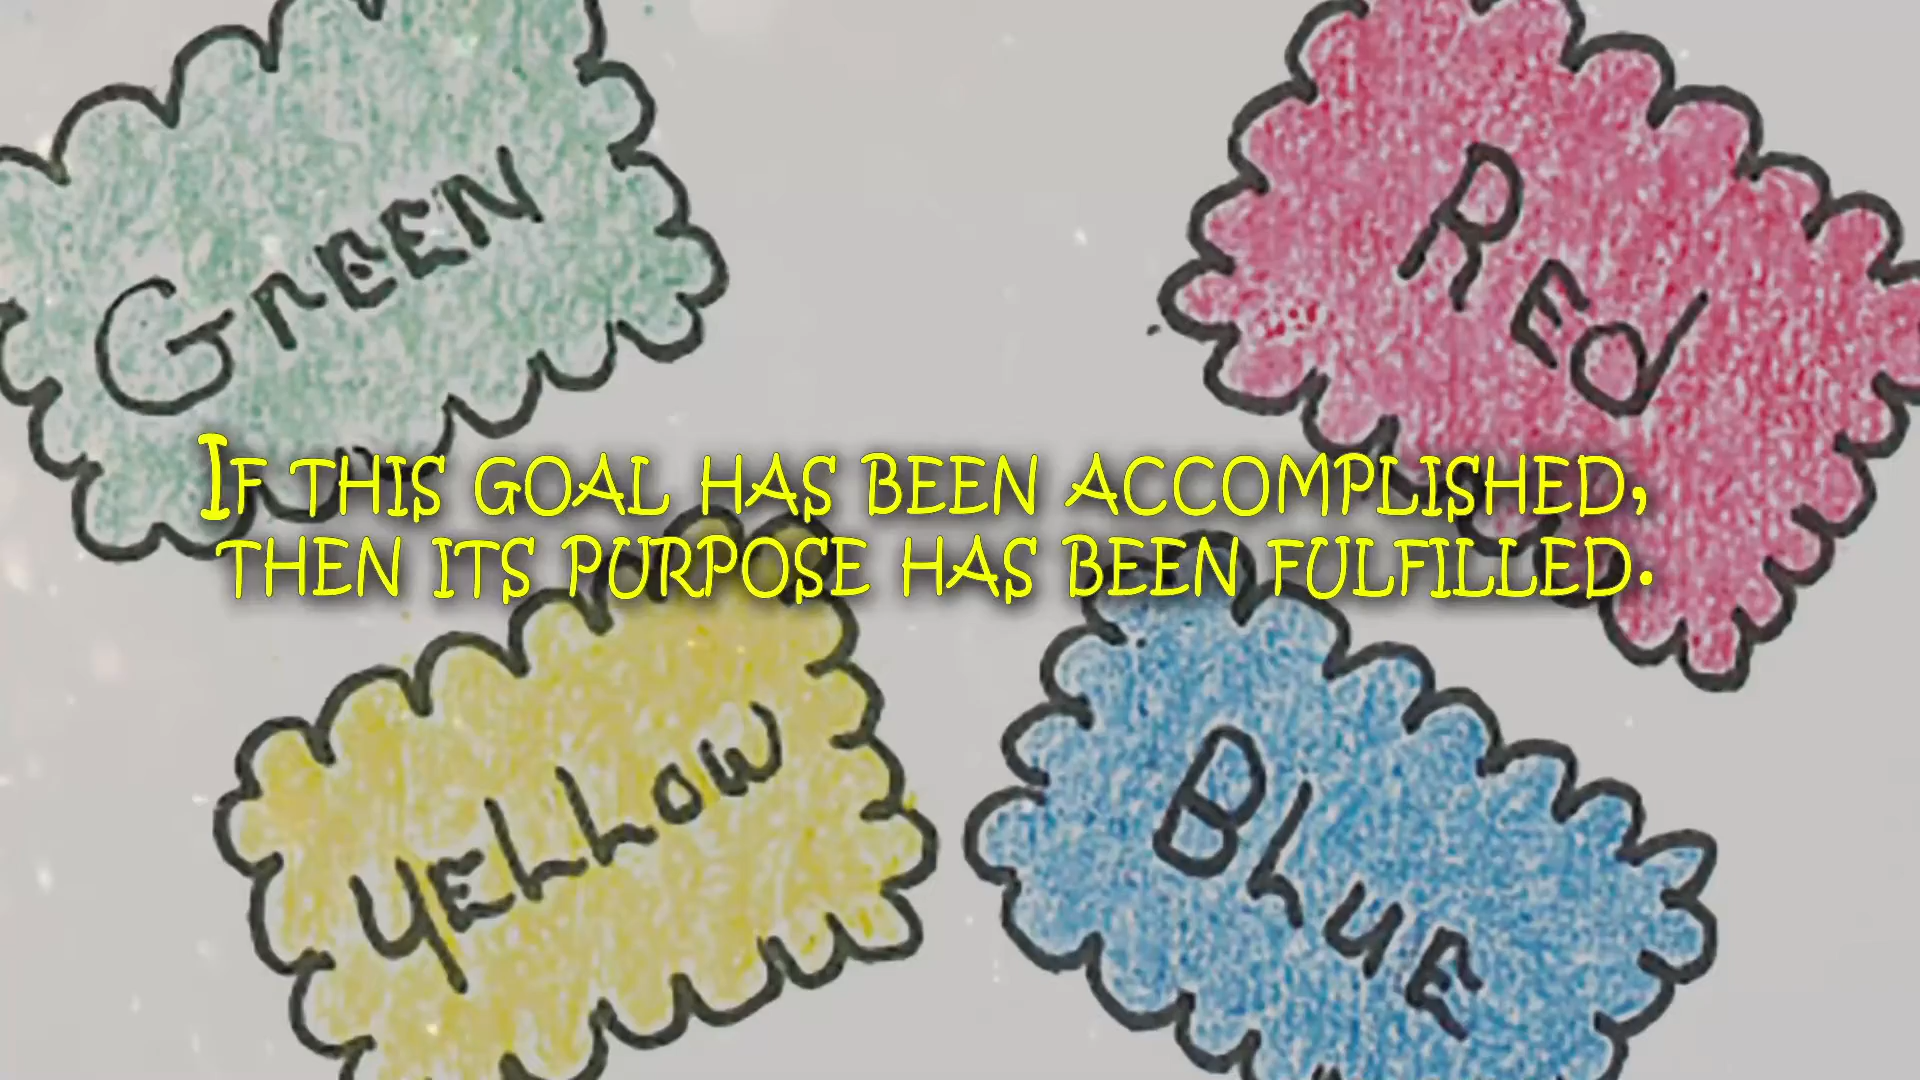 Green
Red
IF THIS GOAL HAS BEEN ACCOMPLISHED,
THEN ITS PURPOSE HAS BEEN FULFILLED.
Yellow
Blue